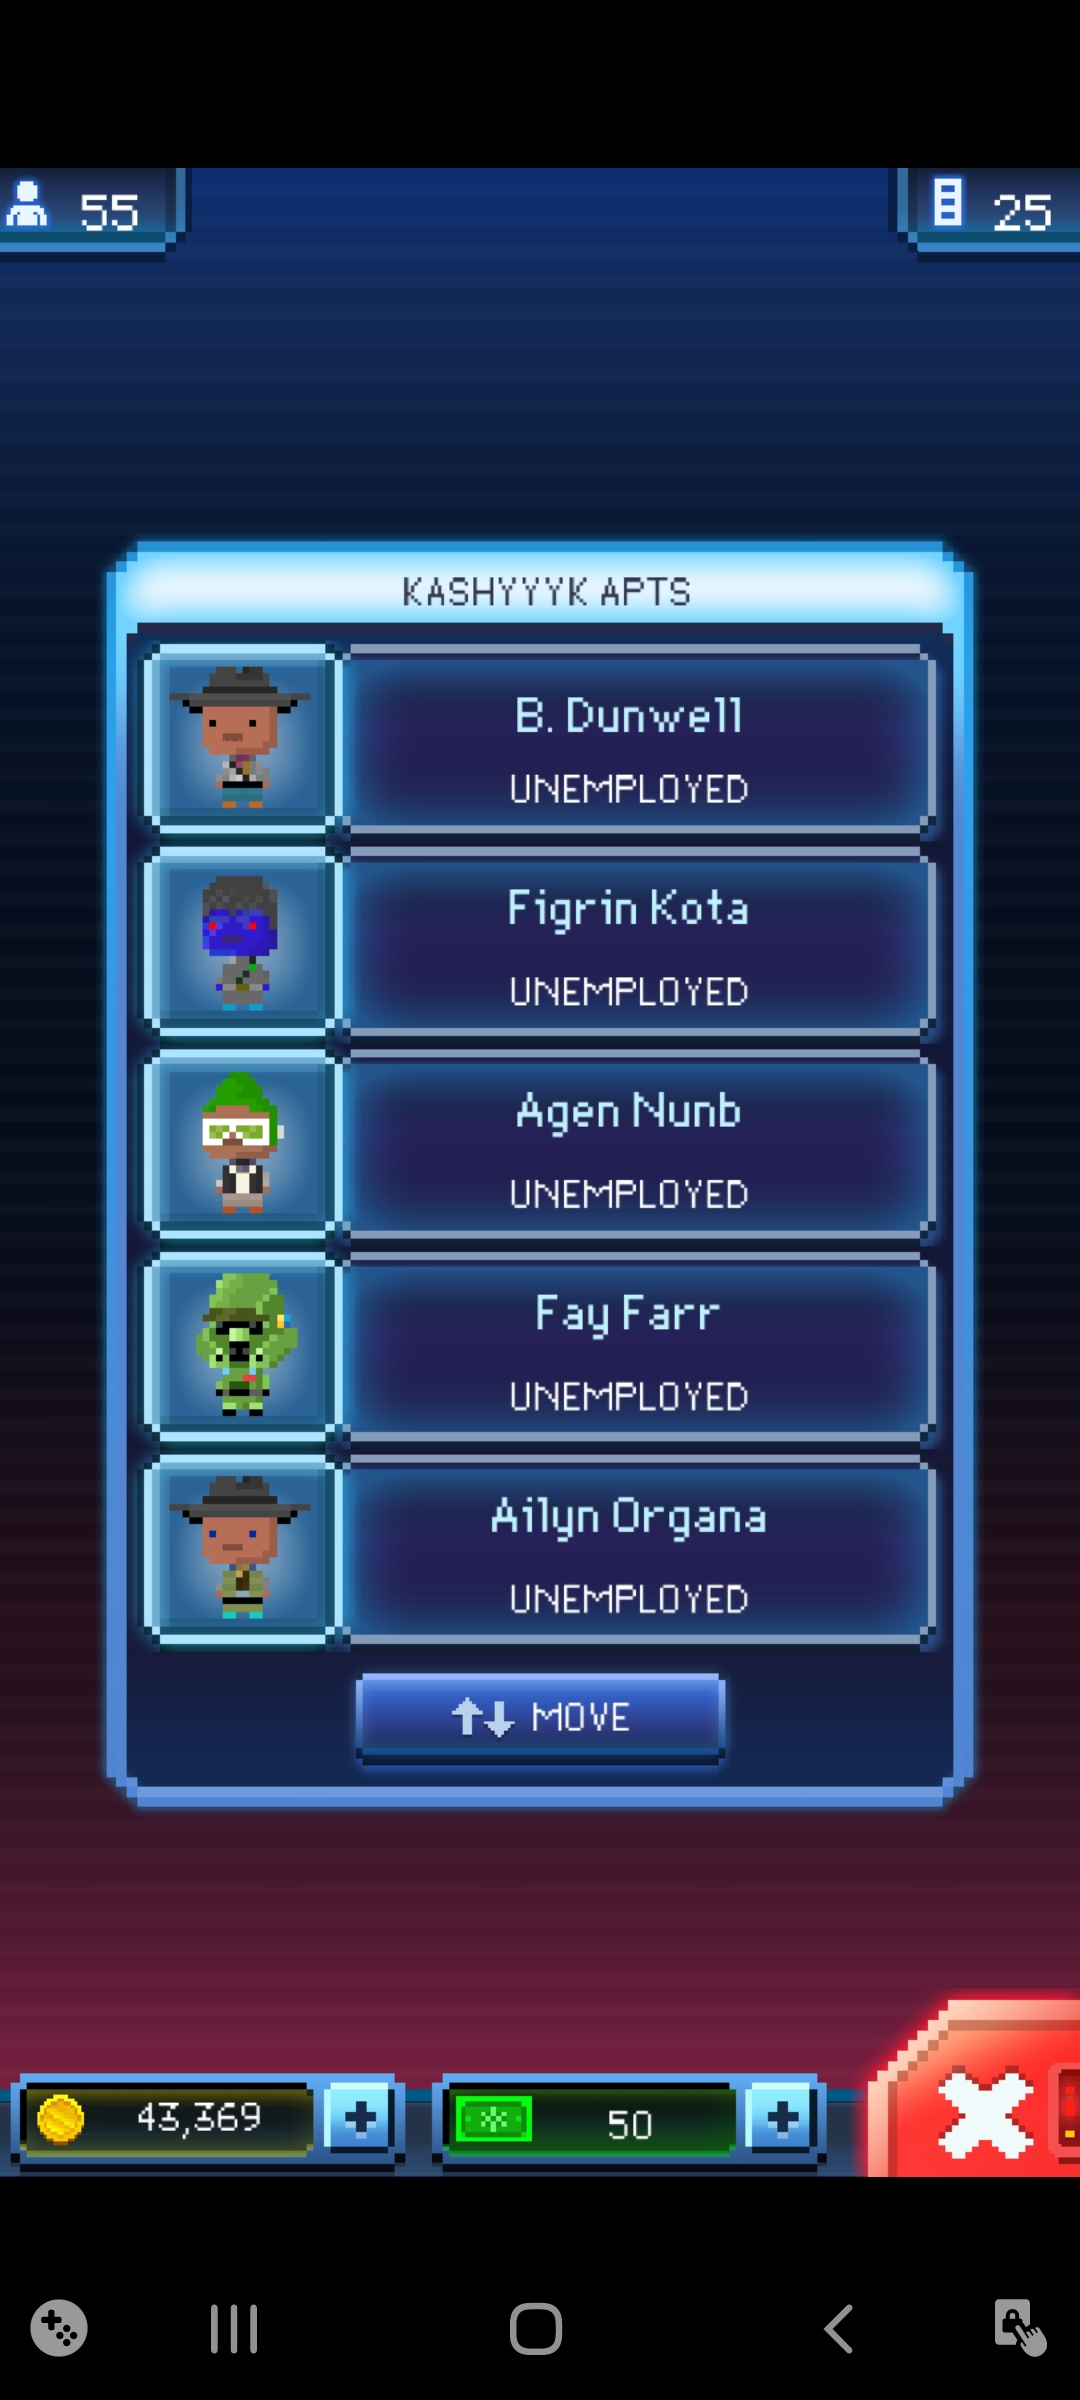 55
25
KASHYYYK APTS
B. Dunwell
UNEMPLOYED
Figrin Kota
UNEMPLOYED
Agen Nunb
UNEMPLOYED
Fay Farr
UNEMPLOYED
Ailyn Organa
UNEMPLOYED
MOVE
43,369
50